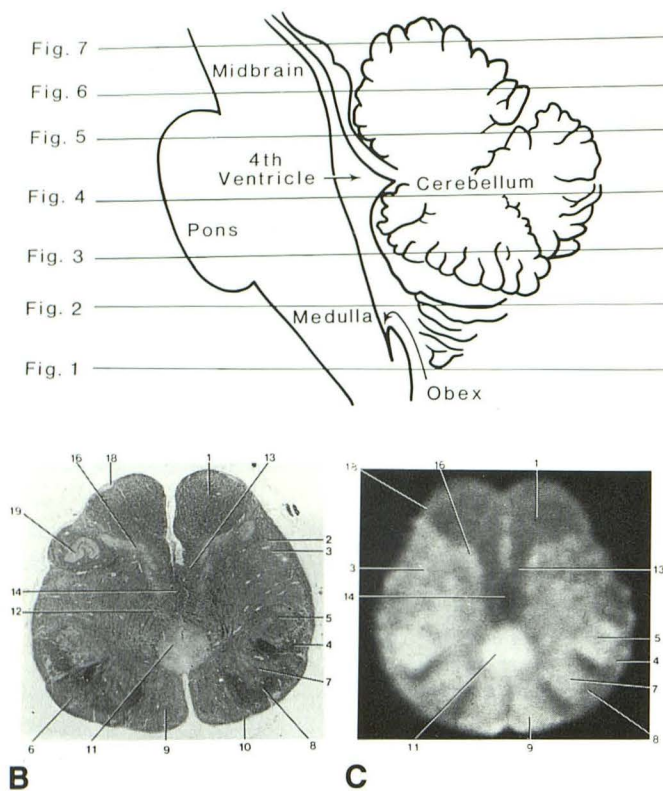 Fig. 7
Midbrain
Fig. 6
Fig. 5
4th
Ventricle
Cerebellum
Fig. 4
Pons
Fig. 3
Fig. 2
Medulla
Fig. 1
Obex
16 18 1 13
19
2
3
14
12
5
4
7
6 11 9 10 8
B
18 16 1
3
13
14
5
4
7
8
11 9
C